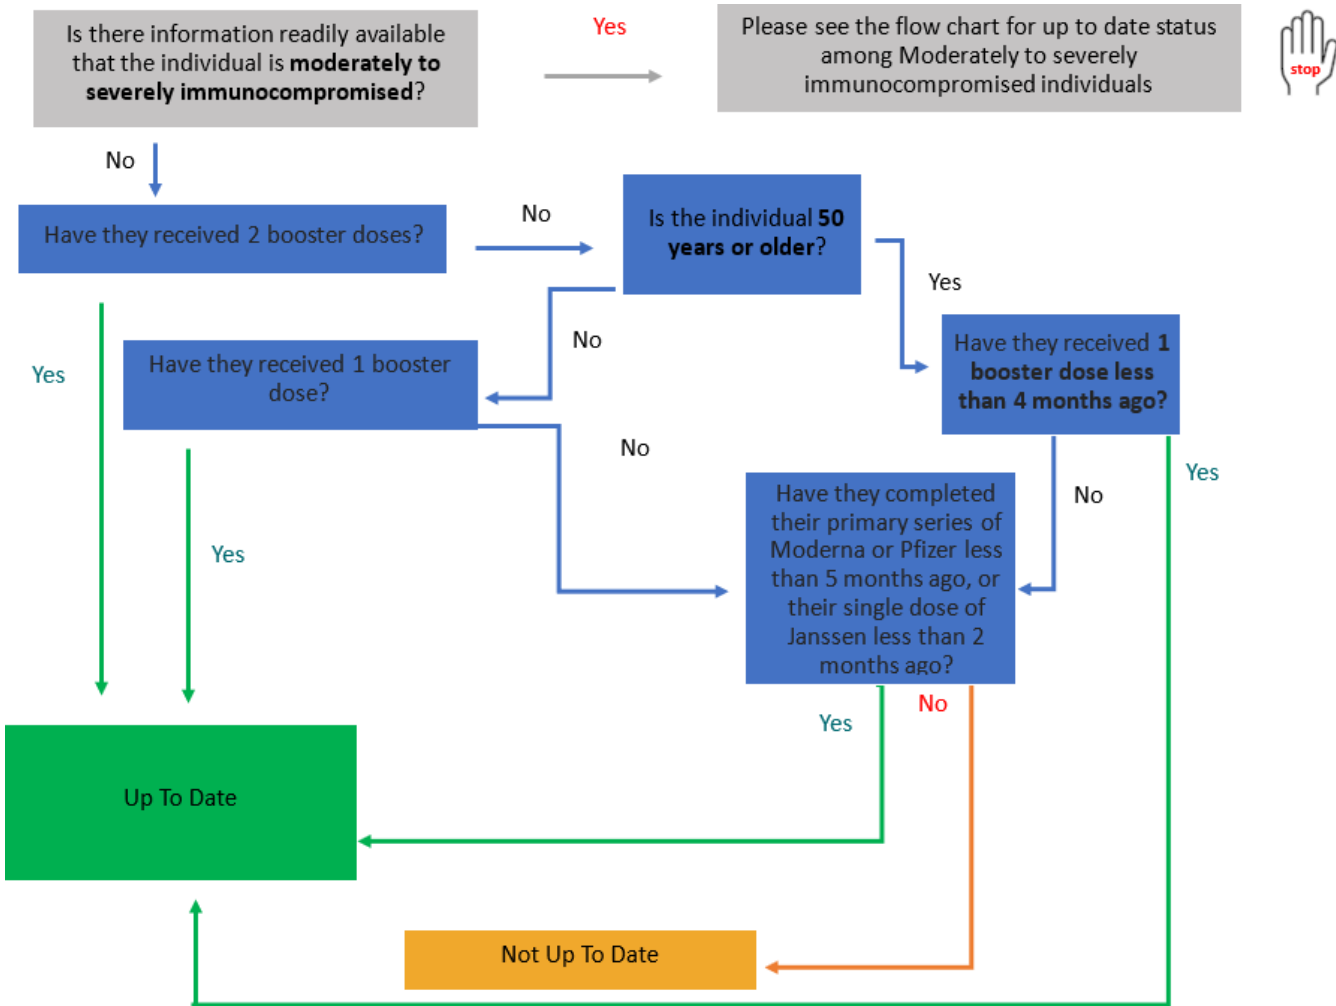 Is there information readily available
that the individual is moderately to
severely immunocompromised?
Yes
Please see the flow chart for up to date status
among Moderately to severely
immunocompromised individuals
stop
No
Have they received 2 booster doses?
No
Is the individual 50
years or older?
Yes
No
Have they received 1 booster
dose?
Have they received 1
booster dose less
than 4 months ago?
Yes
No
Yes
No
Yes
Have they completed
their primary series of
Moderna or Pfizer less
than 5 months ago, or
their single dose of
Janssen less than 2
months ago?
Yes
No
Up To Date
Not Up To Date